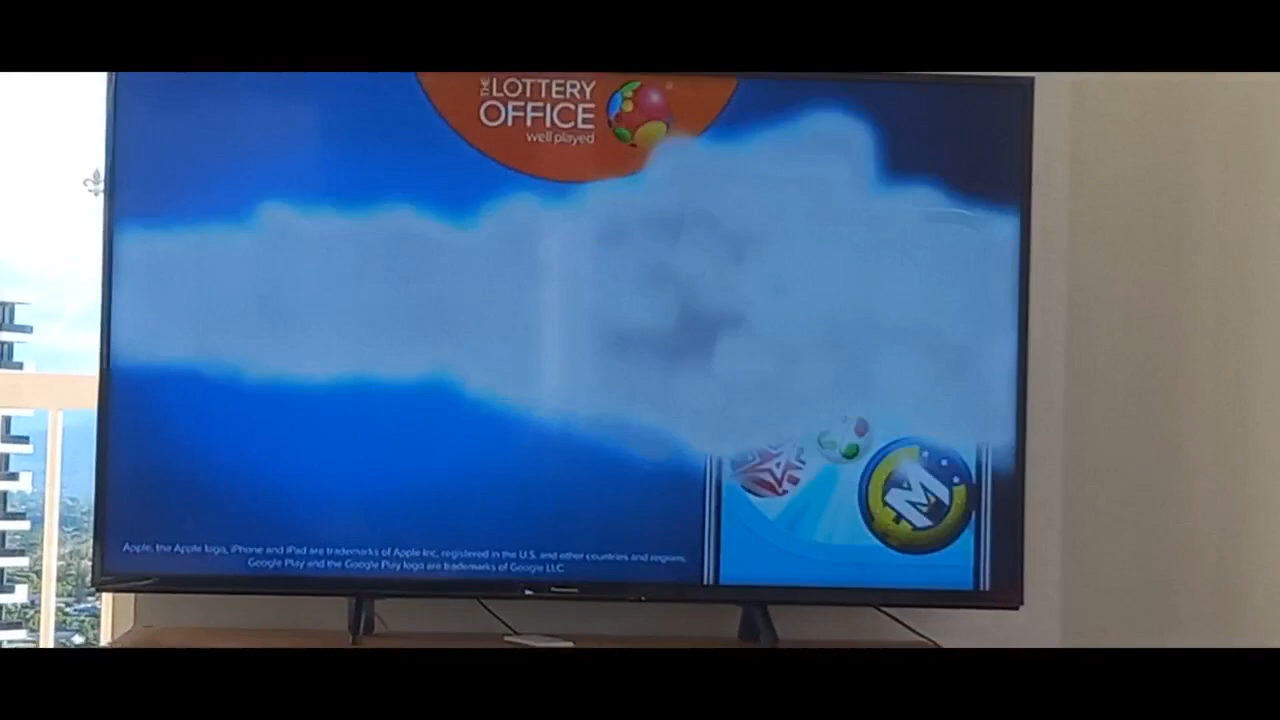 THE
LOTTERY
OFFICE
well played
M
Apple, the Apple logo, iPhone and iPad are trademarks of Apple Inc, registered in the U.S. and other countries and regions.
Google Play and the Google Play logo are trademarks of Google LLC
Panasonic